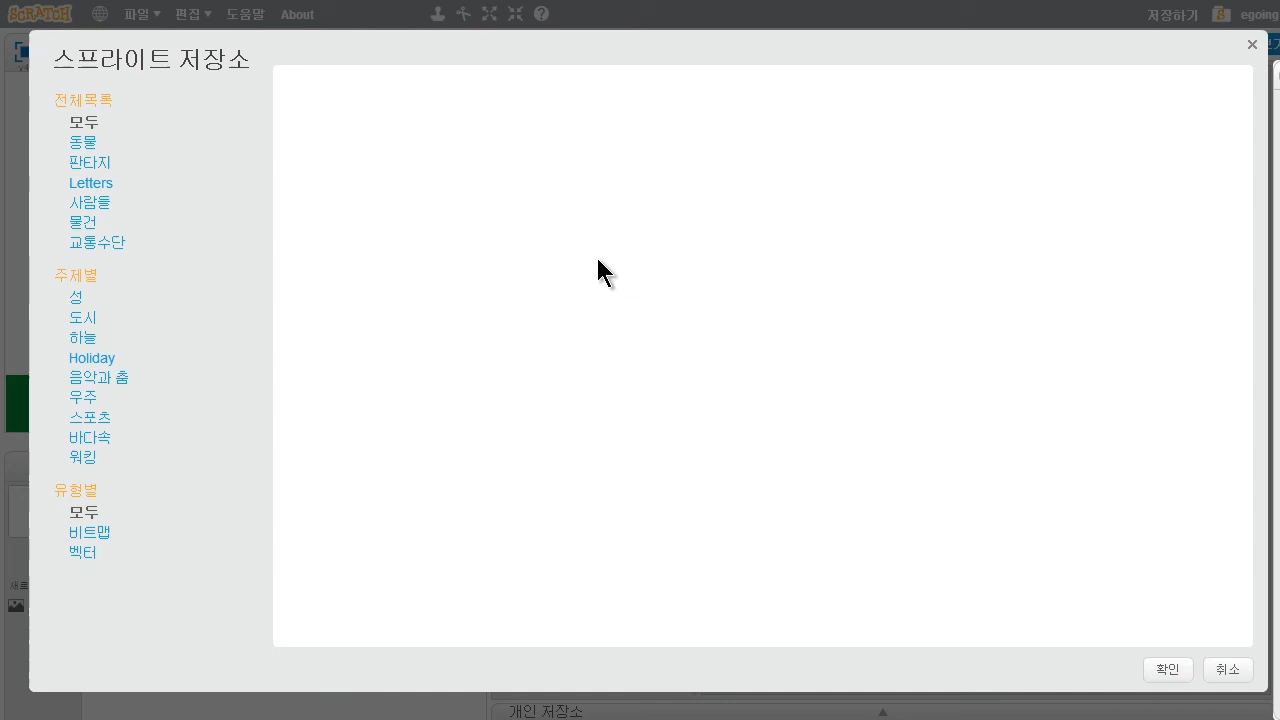 SCRATCH 파일 편집 도움말 About 저장하기 egoing
스프라이트 저장소
전체목록
모두
동물
판타지
Letters
사람들
물건
교통수단
주제별
성
도시
하늘
Holiday
음악과 춤
우주
스포츠
바다속
워킹
유형별
모두
비트맵
벡터
새로
확인 취소
개인 저장소